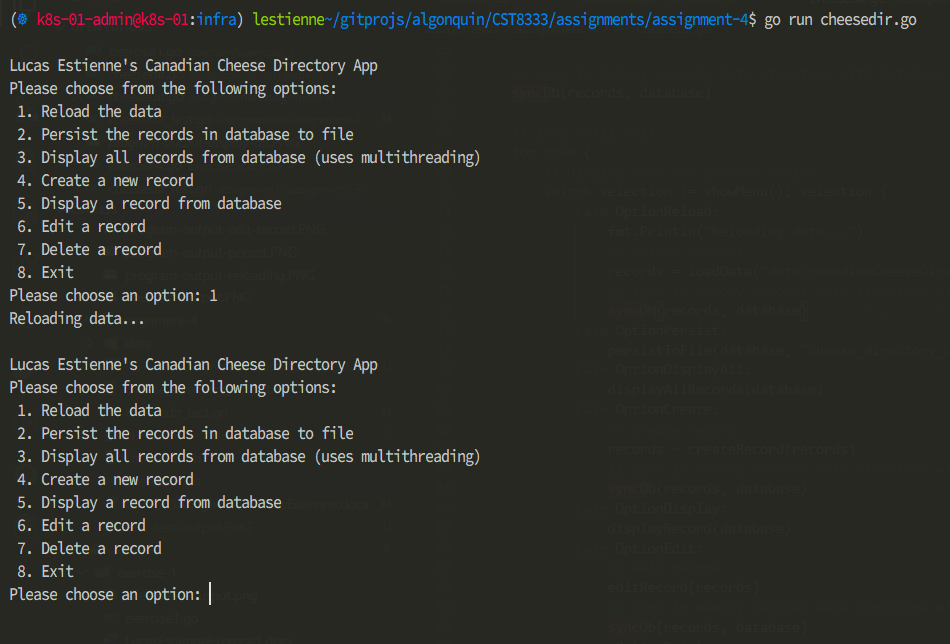 (☸ k8s-01-admin@k8s-01:infra) lestienne~/gitprojs/algonquin/CST8333/assignments/assignment-4$ go run cheesedir.go
Lucas Estienne's Canadian Cheese Directory App
Please choose from the following options:
1. Reload the data
2. Persist the records in database to file
3. Display all records from database (uses multithreading)
4. Create a new record
5. Display a record from database
6. Edit a record
7. Delete a record
8. Exit
Please choose an option: 1
Reloading data...
Lucas Estienne's Canadian Cheese Directory App
Please choose from the following options:
1. Reload the data
2. Persist the records in database to file
3. Display all records from database (uses multithreading)
4. Create a new record
5. Display a record from database
6. Edit a record
7. Delete a record
8. Exit
Please choose an option: